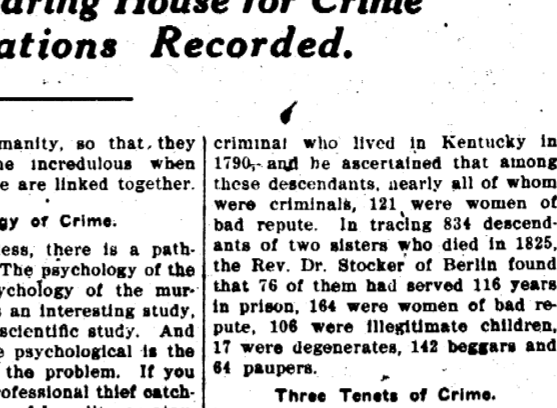 aring House for Crime
ations Recorded.
manity, so that, they
ne incredulous when
e are linked together.
gy of Crime.
ess, there is a path-
The psychology of the
ychology of the mur-
s an interesting study,
scientific study. And
e psychological is the
the problem. If you
rofessional thief catch-
criminal who lived in Kentucky in
1790, and he ascertained that among
these descendants, nearly all of whom
were criminals, 121 were women of
bad repute. In tracing 834 descend-
ants of two sisters who died in 1825,
the Rev. Dr. Stocker of Berlin found
that 76 of them had served 116 years
in prison, 164 were women of bad re-
pute, 106 were illegitimate children,
17 were degenerates, 142 beggars and
64 paupers.
Three Tenets of Crime.